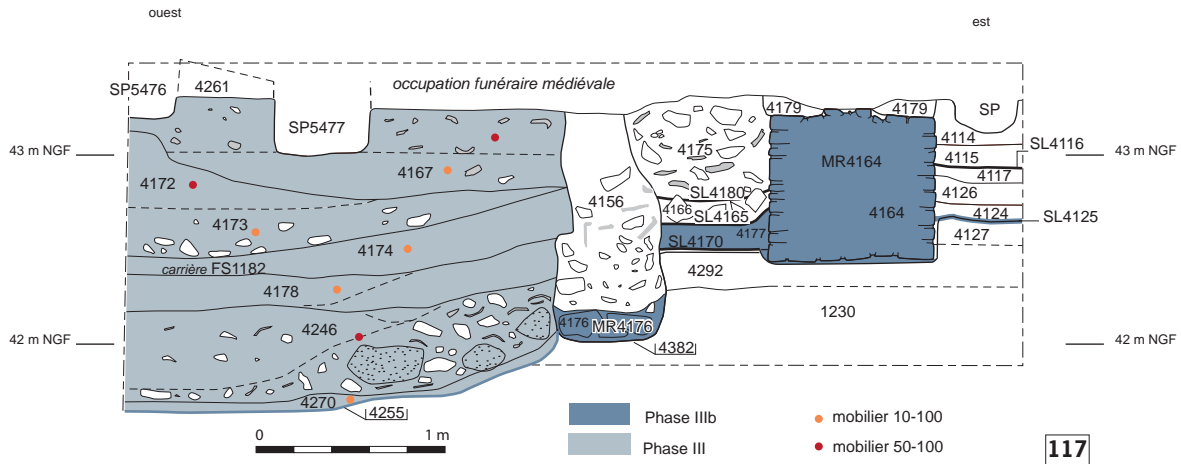 ouest
est
occupation funéraire médiévale
SP5476
4261
SP5477
4179
4179
SP
43 m NGF
43 m NGF
4114
SL4116
4115
4117
4175
MR4164
4167
4172
4126
SL4180
4156
4166
SL4165
4164
4124
SL4125
4173
4177
4127
4174
SL4170
carrière FS1182
4292
4178
1230
4246
4176
MR4176
42 m NGF
42 m NGF
4382
4270
4255
Phase IIIb
mobilier 10-100
0
1 m
Phase III
mobilier 50-100
117